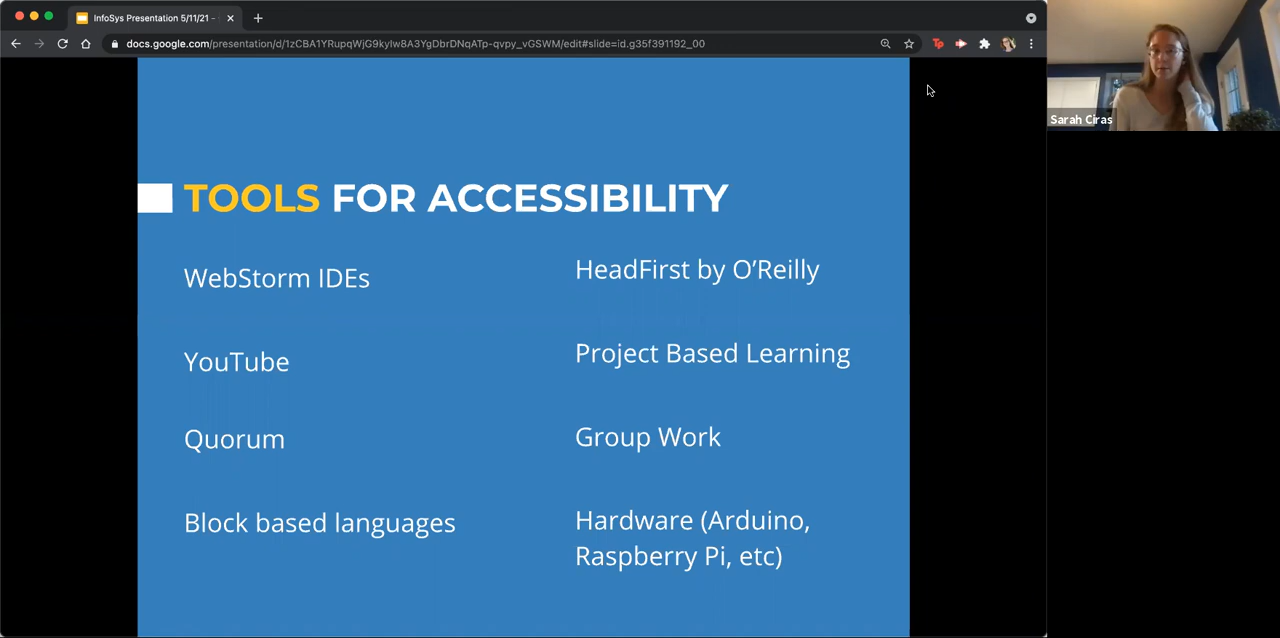 InfoSys Presentation 5/11/21 -
docs.google.com/presentation/d/1zCBA1YRupqWjG9kylw8A3YgDbrDNqATp-qvpy_vGSWM/edit#slide=id.g35f391192_00
Sarah Ciras
TOOLS FOR ACCESSIBILITY
WebStorm IDEs
YouTube
Quorum
Block based languages
HeadFirst by O’Reilly
Project Based Learning
Group Work
Hardware (Arduino,
Raspberry Pi, etc)